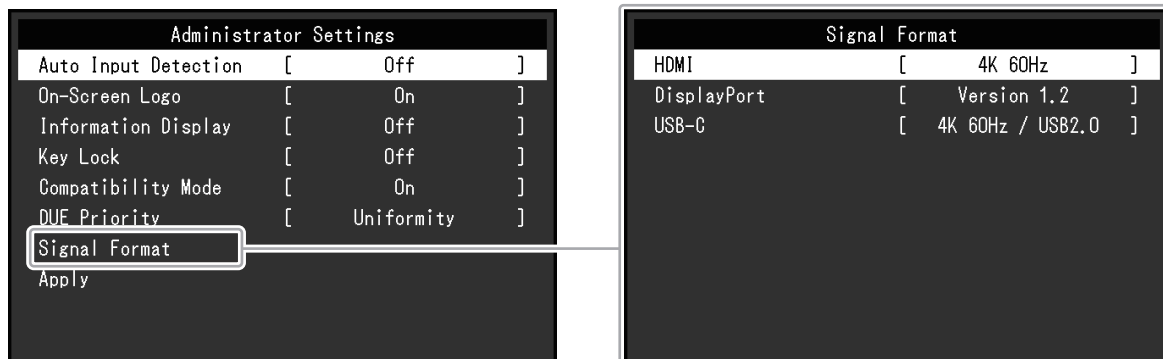 Administrator Settings
Auto Input Detection [ Off ]
On-Screen Logo [ On ]
Information Display [ Off ]
Key Lock [ Off ]
Compatibility Mode [ On ]
DUE Priority [ Uniformity ]
Signal Format
Apply
Signal Format
HDMI [ 4K 60Hz ]
DisplayPort [ Version 1.2 ]
USB-C [ 4K 60Hz / USB2.0 ]